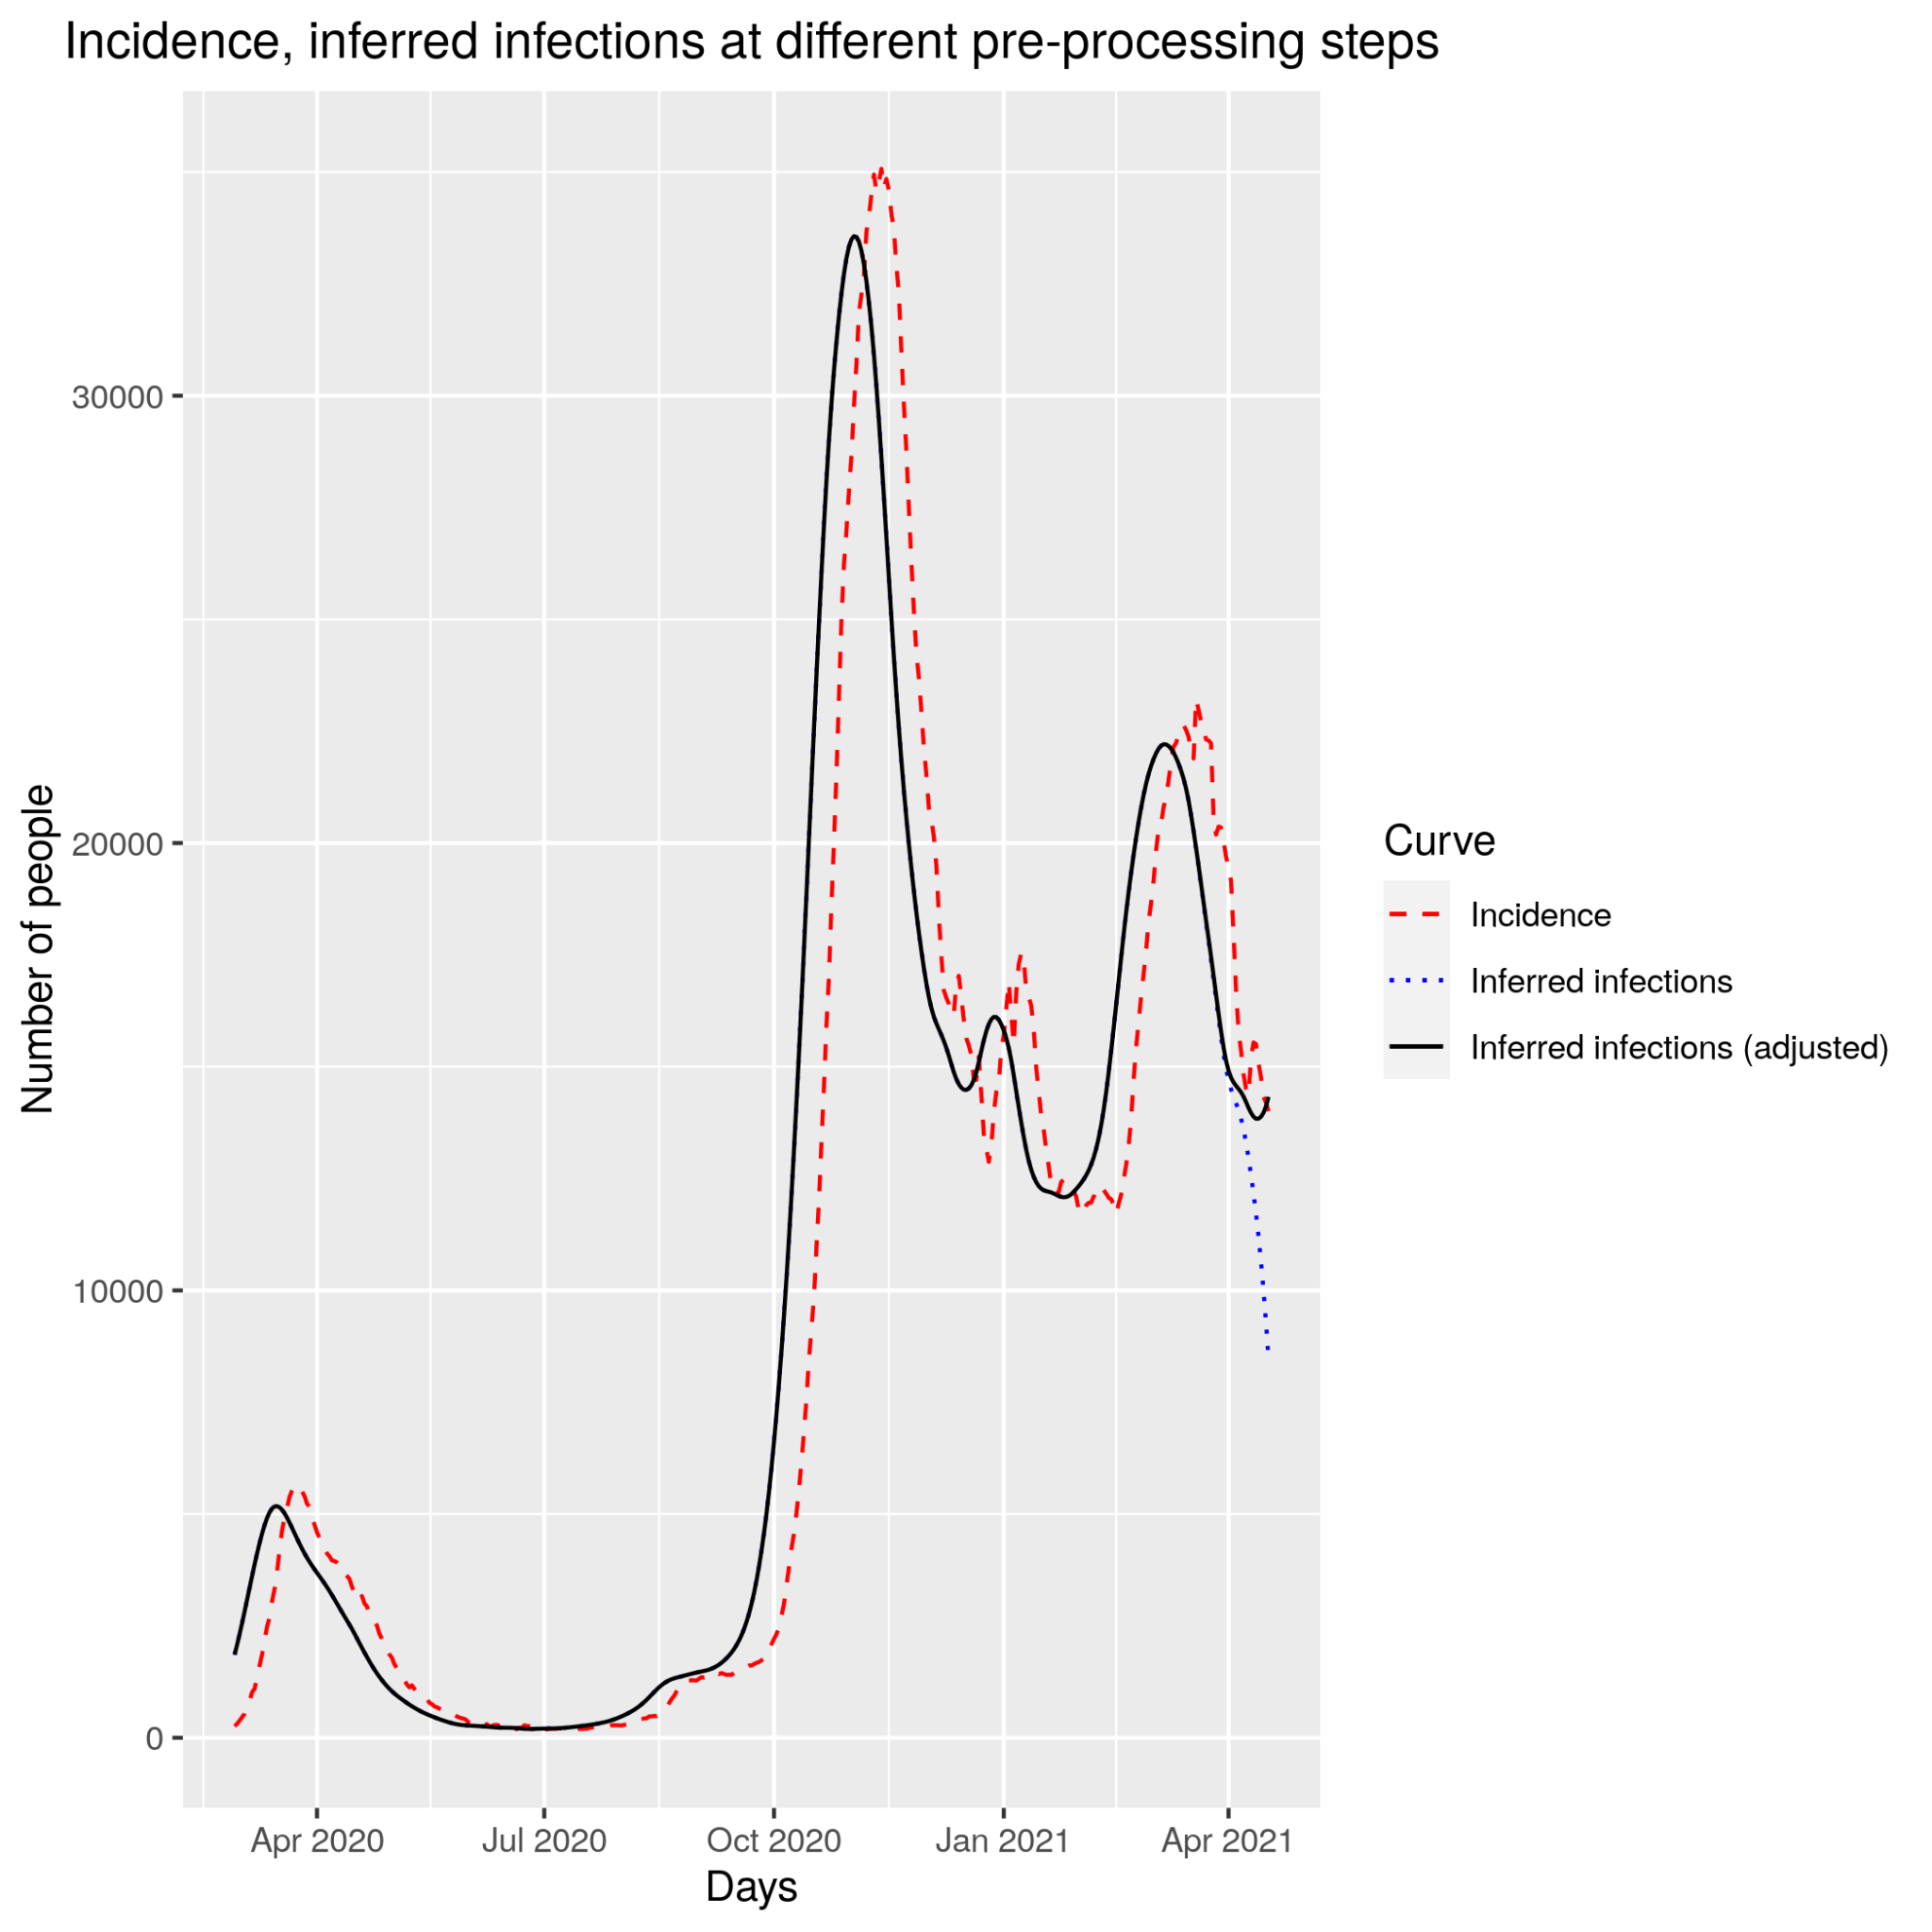 Incidence, inferred infections at different pre-processing steps
Number of people
30000
20000
10000
0
Apr 2020
Jul 2020
Oct 2020
Jan 2021
Apr 2021
Days
Curve
Incidence
Inferred infections
Inferred infections (adjusted)